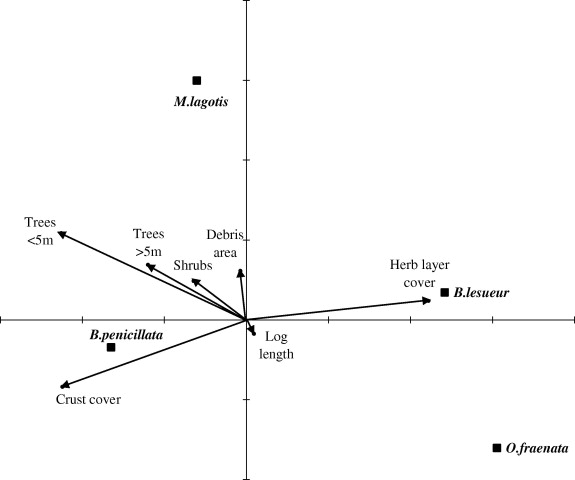 M.lagotis
Trees
<5m
Trees
>5m
Debris
area
Shrubs
Herb layer
cover
B.lesueur
B.penicillata
Log
length
Crust cover
O.fraenata